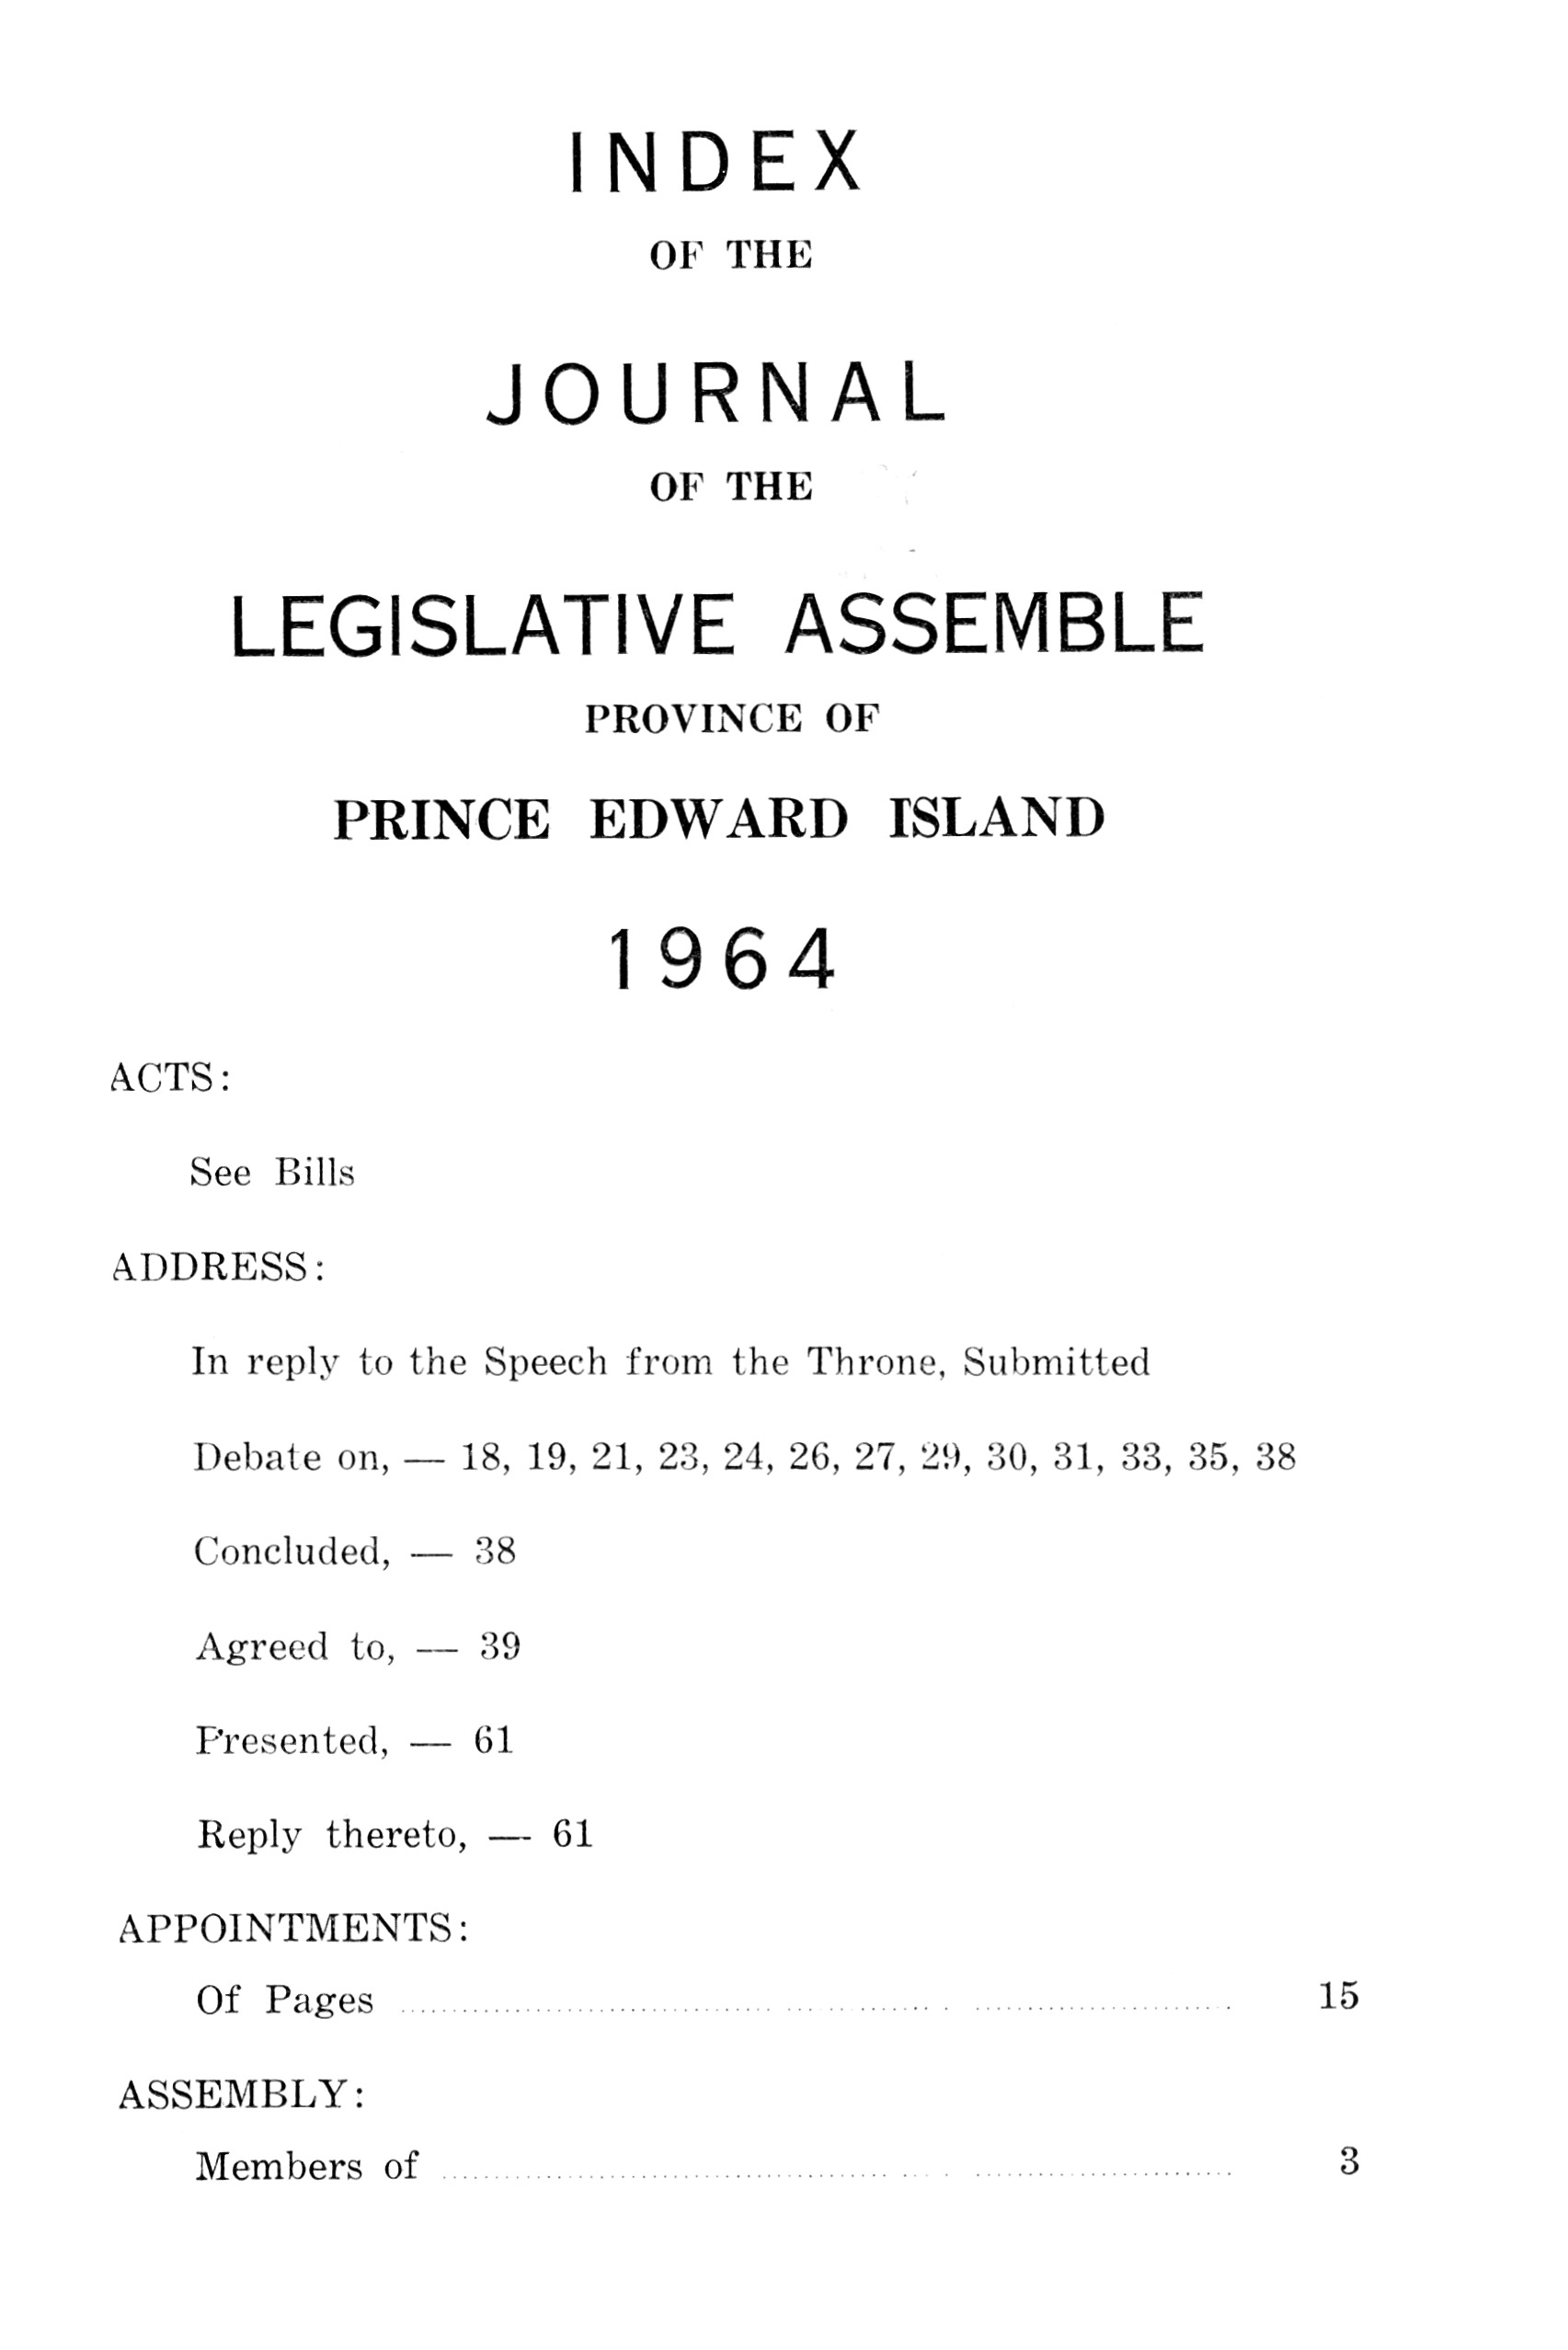 INDEX
OF THE
JOURNAL
OF THE
LEGISLATIVE ASSEMBLE
PROVINCE OF
PRINCE EDWARD ISLAND
1964
ACTS:
See Bills
ADDRESS:
In reply to the Speech from the Throne, Submitted
Debate on, — 18, 19, 21, 23, 24, 26, 27, 29, 30, 31, 33, 35, 38
Concluded, — 38
Agreed to, — 39
Presented, — 61
Reply thereto, — 61
APPOINTMENTS:
Of Pages ........................ 15
ASSEMBLY:
Members of ........................ 3